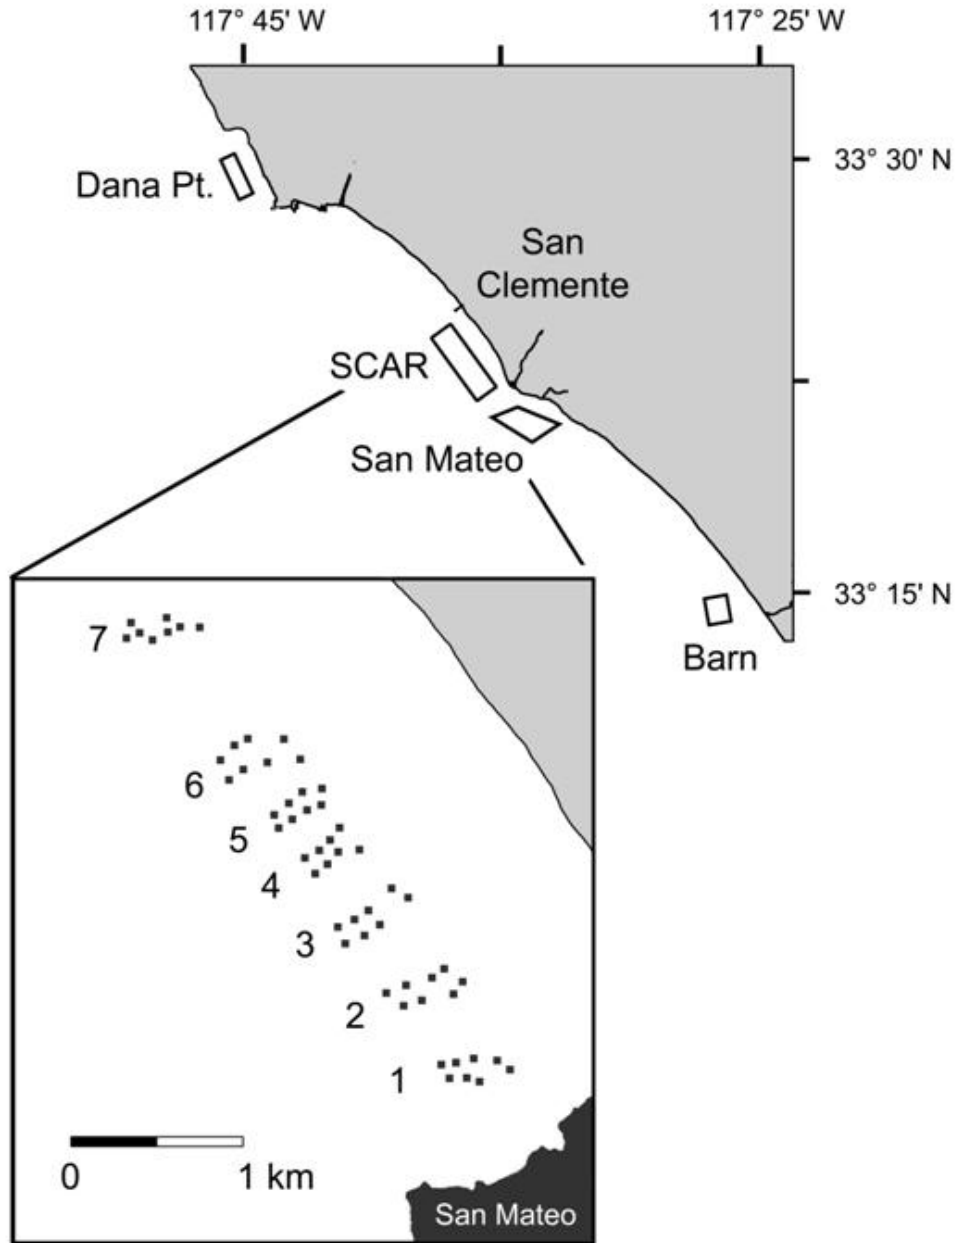 117° 45' W
117° 25' W
33° 30' N
Dana Pt.
San
Clemente
SCAR
San Mateo
33° 15' N
Barn
7
6
5
4
3
2
1
0
1 km
San Mateo